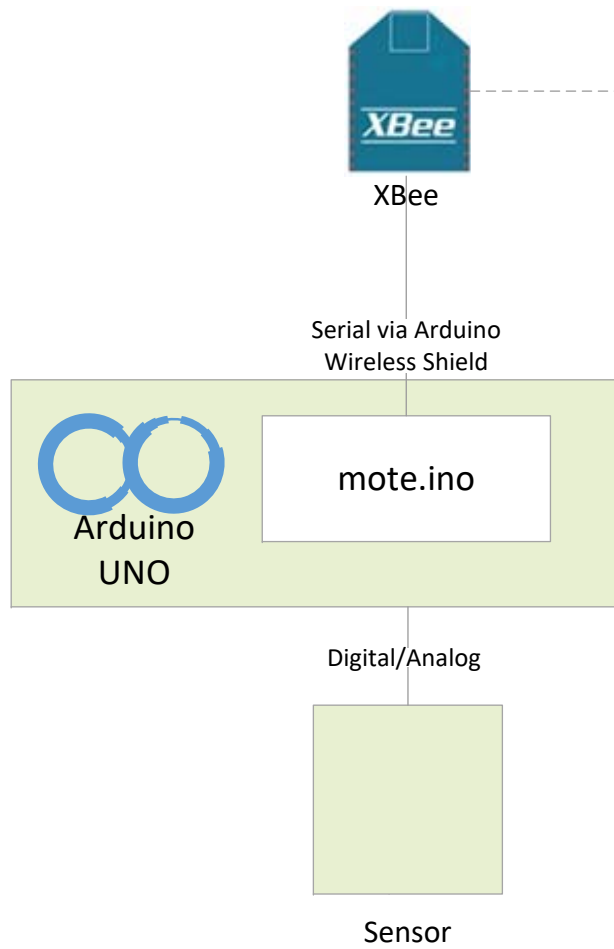 XBee
XBee
Serial via Arduino
Wireless Shield
mote.ino
Arduino
UNO
Digital/Analog
Sensor